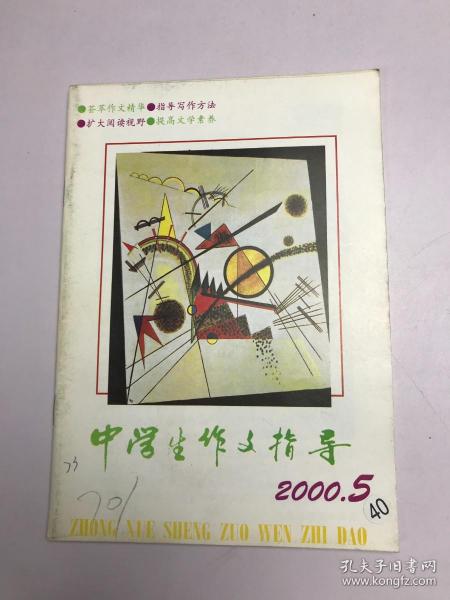 ●荟萃作文精华●指导写作方法
●扩大阅读视野●提高文学素养
中学生作文指导
2000.5
40
701
ZHONG XUE SHENG ZUO WEN ZHI DAO
孔夫子旧书网
www.kongfz.com